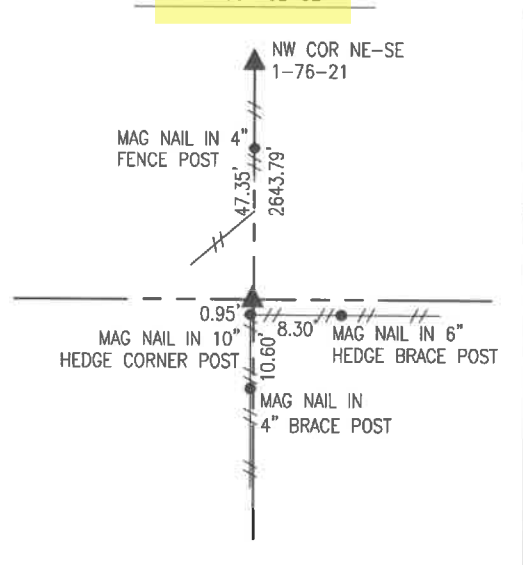 NW COR NE-SE
1-76-21
MAG NAIL IN 4"
FENCE POST
47.35'
2643.79'
0.95'
8.30'
MAG NAIL IN 10"
HEDGE CORNER POST
10.60'
MAG NAIL IN 6"
HEDGE BRACE POST
MAG NAIL IN
4" BRACE POST